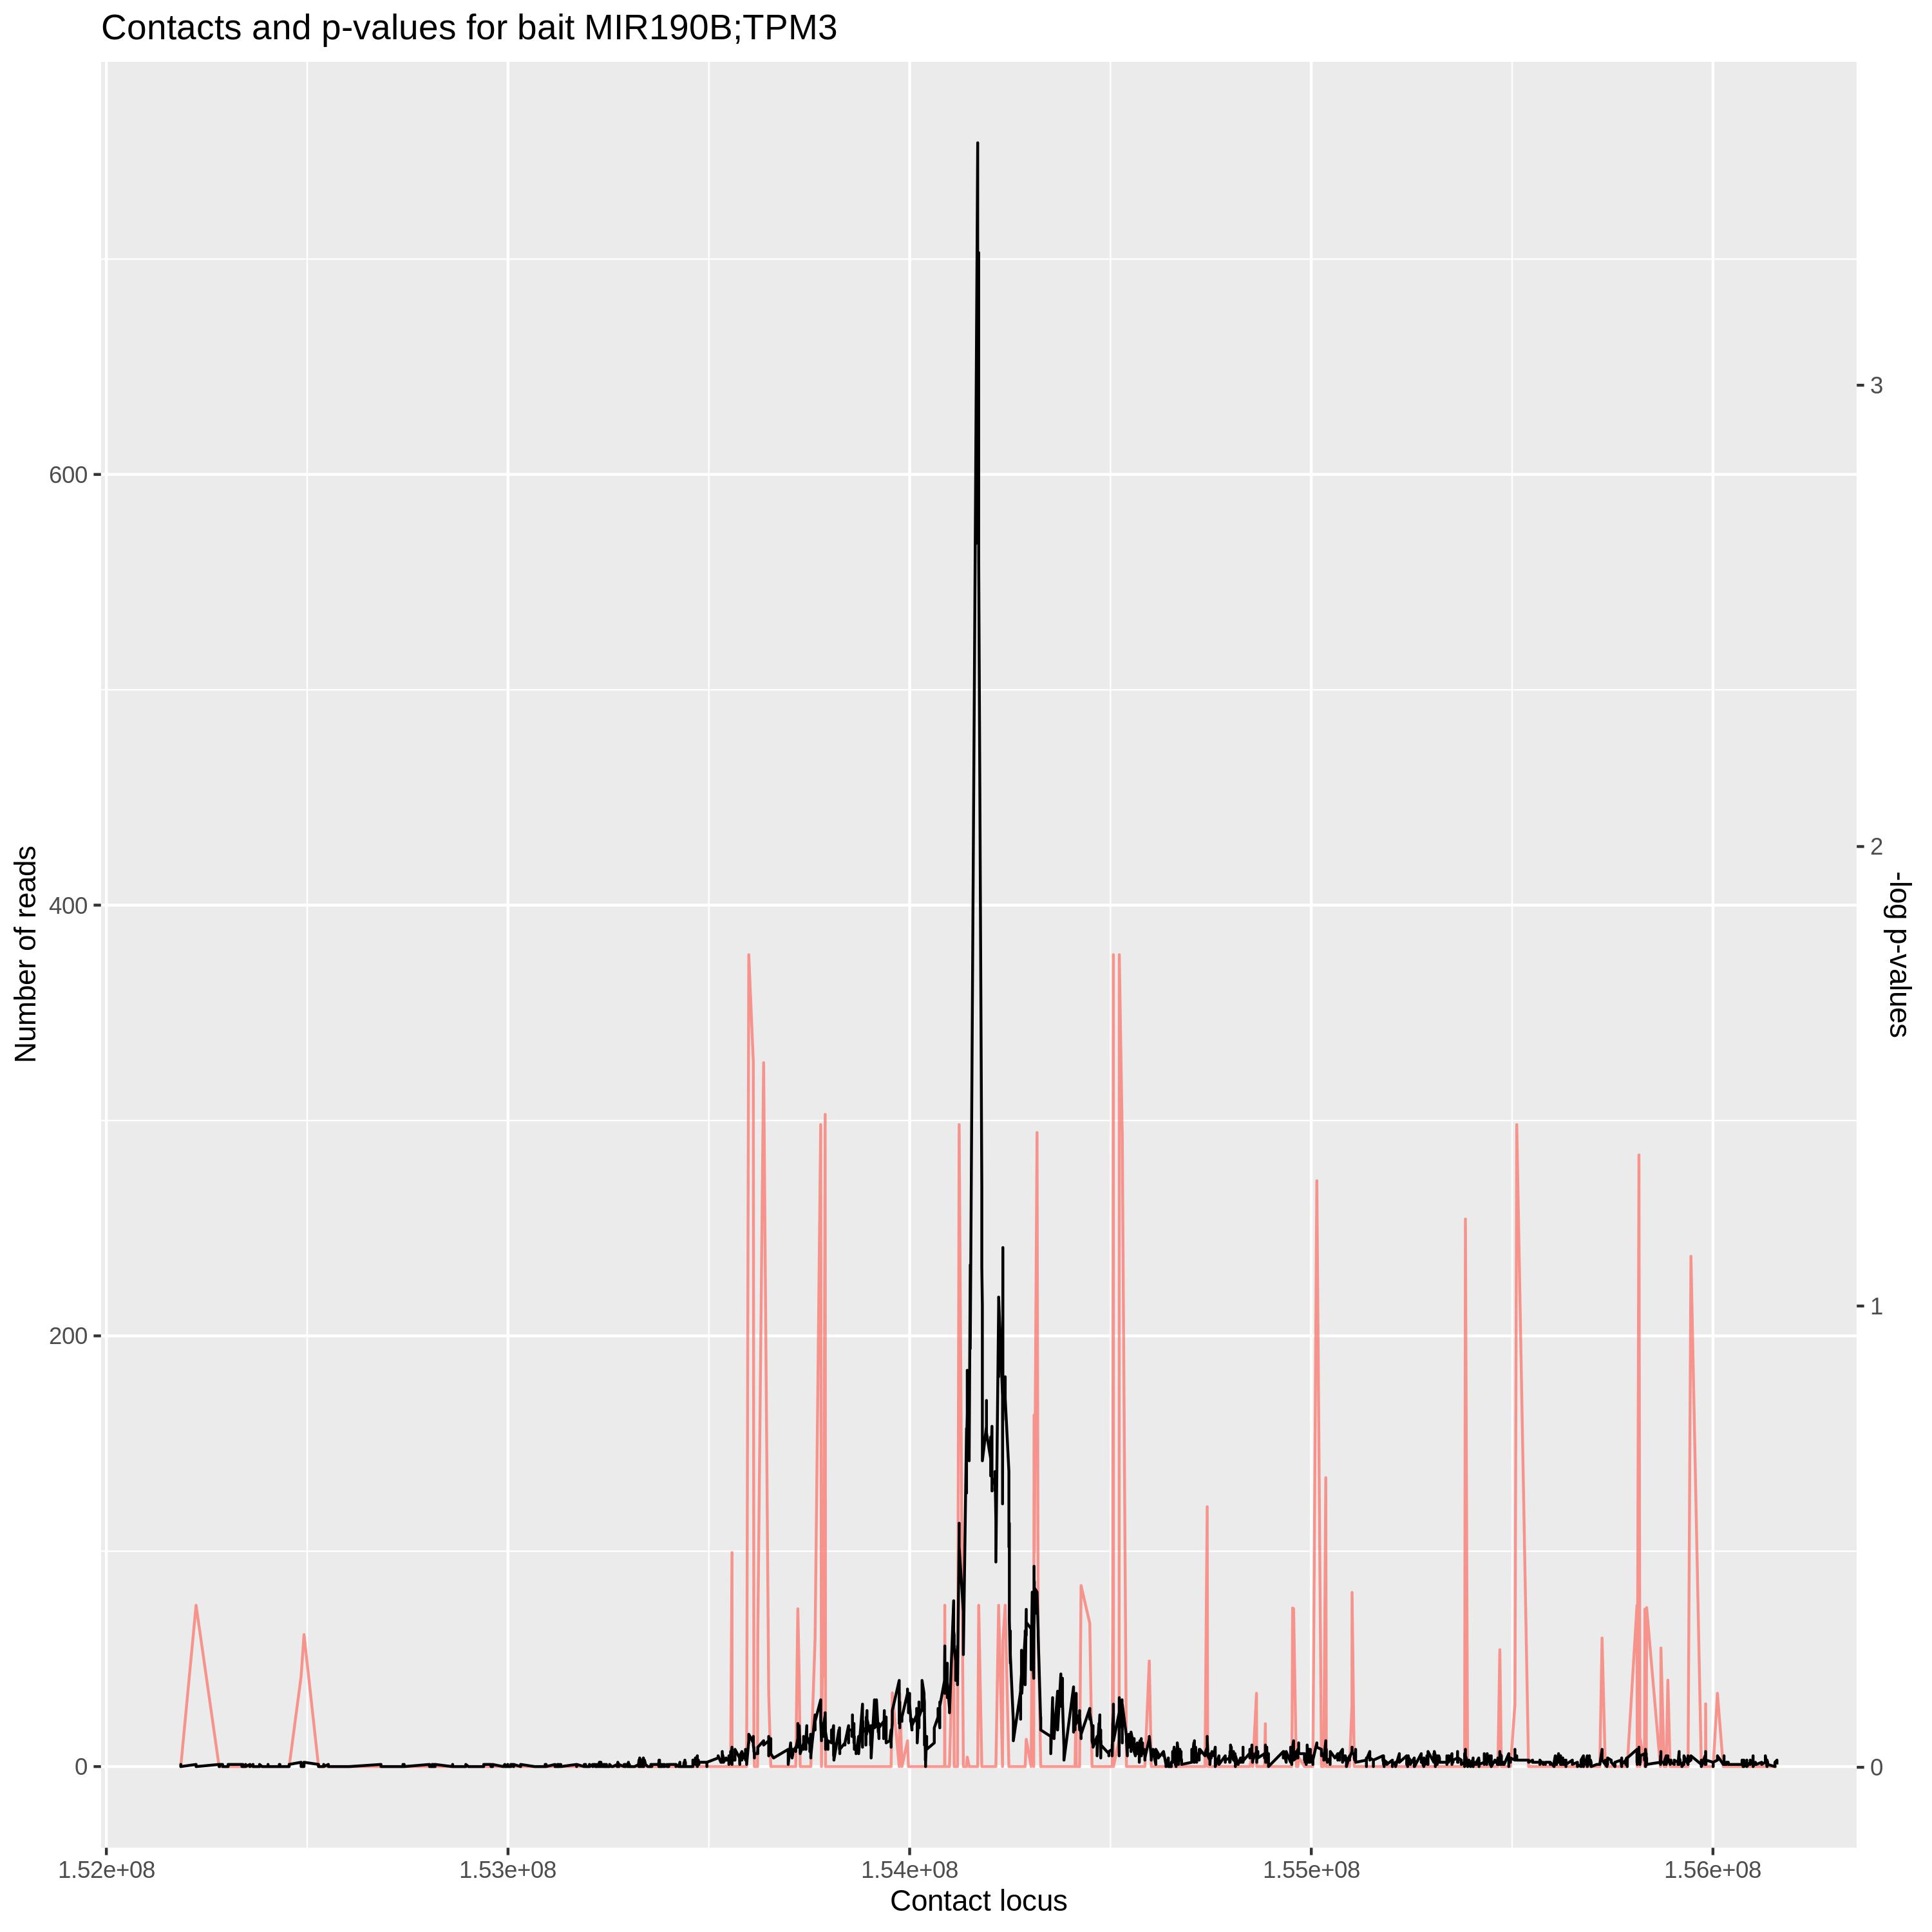 Contacts and p-values for bait MIR190B;TPM3
Number of reads
600
400
200
0
3
2
1
0
-log p-values
1.52e+08
1.53e+08
1.54e+08
1.55e+08
1.56e+08
Contact locus